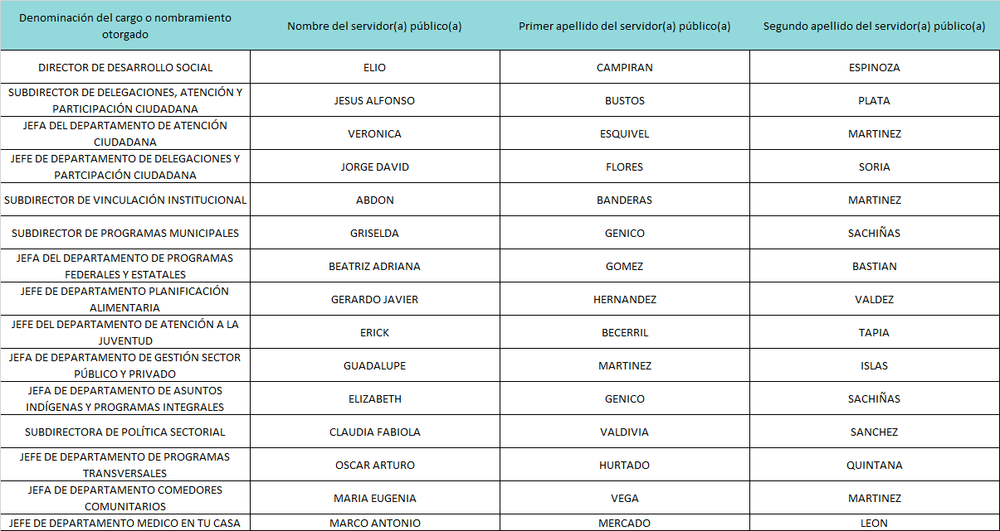 Denominación del cargo o nombramiento otorgado Nombre del servidor(a) público(a) Primer apellido del servidor(a) público(a) Segundo apellido del servidor(a) público(a)
DIRECTOR DE DESARROLLO SOCIAL ELIO CAMPIRAN ESPINOZA
SUBDIRECTOR DE DELEGACIONES, ATENCIÓN Y PARTICIPACIÓN CIUDADANA JESUS ALFONSO BUSTOS PLATA
JEFA DEL DEPARTAMENTO DE ATENCIÓN CIUDADANA VERONICA ESQUIVEL MARTINEZ
JEFE DE DEPARTAMENTO DE DELEGACIONES Y PARTCIPACIÓN CIUDADANA JORGE DAVID FLORES SORIA
SUBDIRECTOR DE VINCULACIÓN INSTITUCIONAL ABDON BANDERAS MARTINEZ
SUBDIRECTOR DE PROGRAMAS MUNICIPALES GRISELDA GENICO SACHIÑAS
JEFA DEL DEPARTAMENTO DE PROGRAMAS FEDERALES Y ESTATALES BEATRIZ ADRIANA GOMEZ BASTIAN
JEFE DE DEPARTAMENTO PLANIFICACIÓN ALIMENTARIA GERARDO JAVIER HERNANDEZ VALDEZ
JEFE DEL DEPARTAMENTO DE ATENCIÓN A LA JUVENTUD ERICK BECERRIL TAPIA
JEFA DE DEPARTAMENTO DE GESTIÓN SECTOR PÚBLICO Y PRIVADO GUADALUPE MARTINEZ ISLAS
JEFA DE DEPARTAMENTO DE ASUNTOS INDÍGENAS Y PROGRAMAS INTEGRALES ELIZABETH GENICO SACHIÑAS
SUBDIRECTORA DE POLÍTICA SECTORIAL CLAUDIA FABIOLA VALDIVIA SANCHEZ
JEFE DE DEPARTAMENTO DE PROGRAMAS TRANSVERSALES OSCAR ARTURO HURTADO QUINTANA
JEFA DE DEPARTAMENTO COMEDORES COMUNITARIOS MARIA EUGENIA VEGA MARTINEZ
JEFE DE DEPARTAMENTO MEDICO EN TU CASA MARCO ANTONIO MERCADO LEON